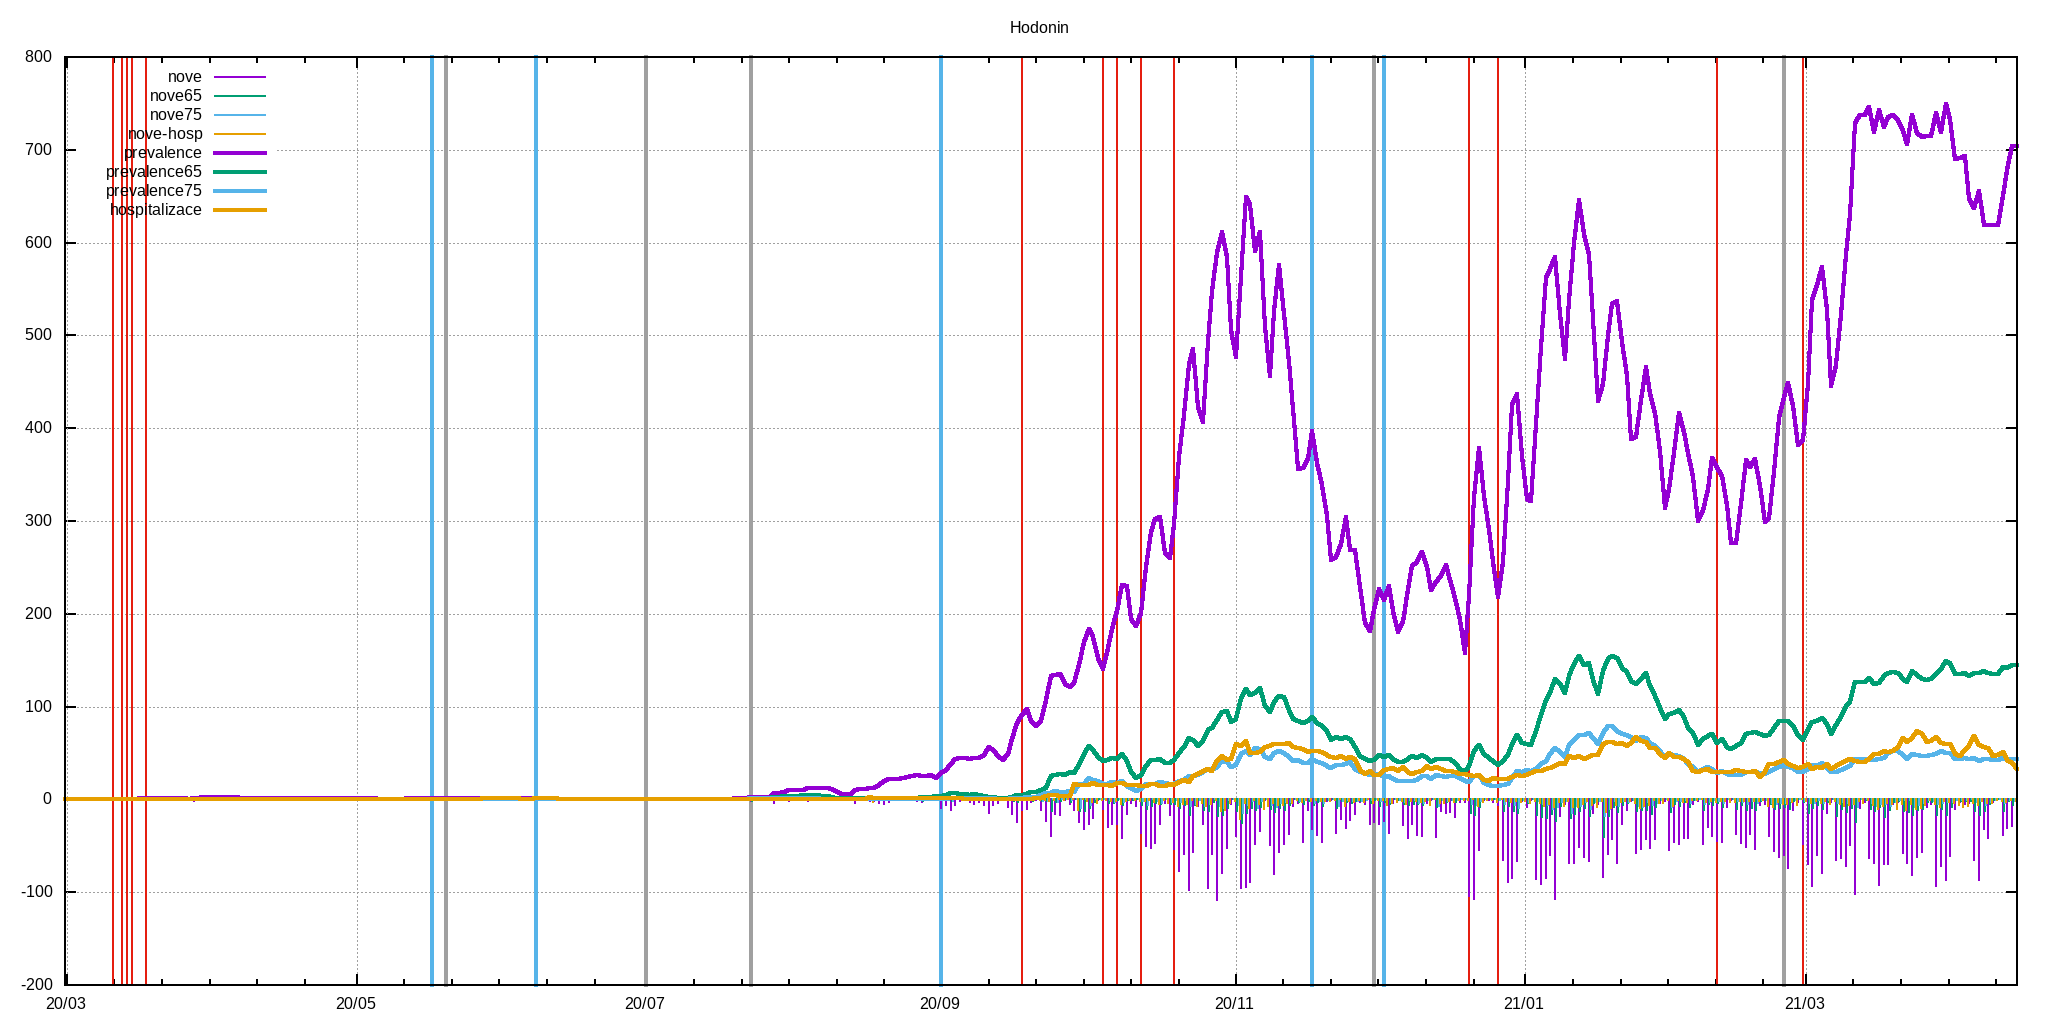 Hodonin
800
700
600
500
400
300
200
100
0
-100
-200
nove
nove65
nove75
nove-hosp
prevalence
prevalence65
prevalence75
hospitalizace
20/03 20/05 20/07 20/09 20/11 21/01 21/03